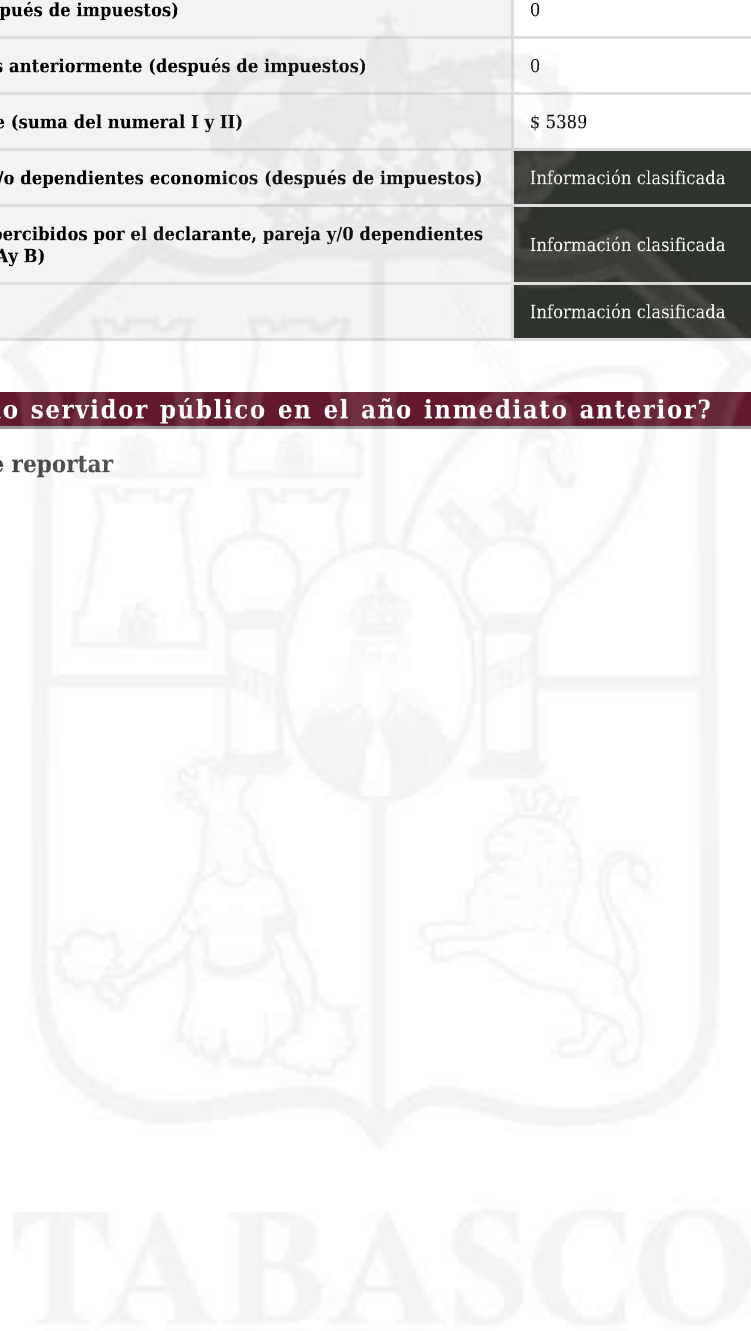 pués de impuestos)
0
s anteriormente (después de impuestos)
0
e (suma del numeral I y II)
$ 5389
/o dependientes economicos (después de impuestos)
Información clasificada
percibidos por el declarante, pareja y/0 dependientes
Ay B)
Información clasificada
Información clasificada
lo servidor público en el año inmediato anterior?
e reportar
TABASCO